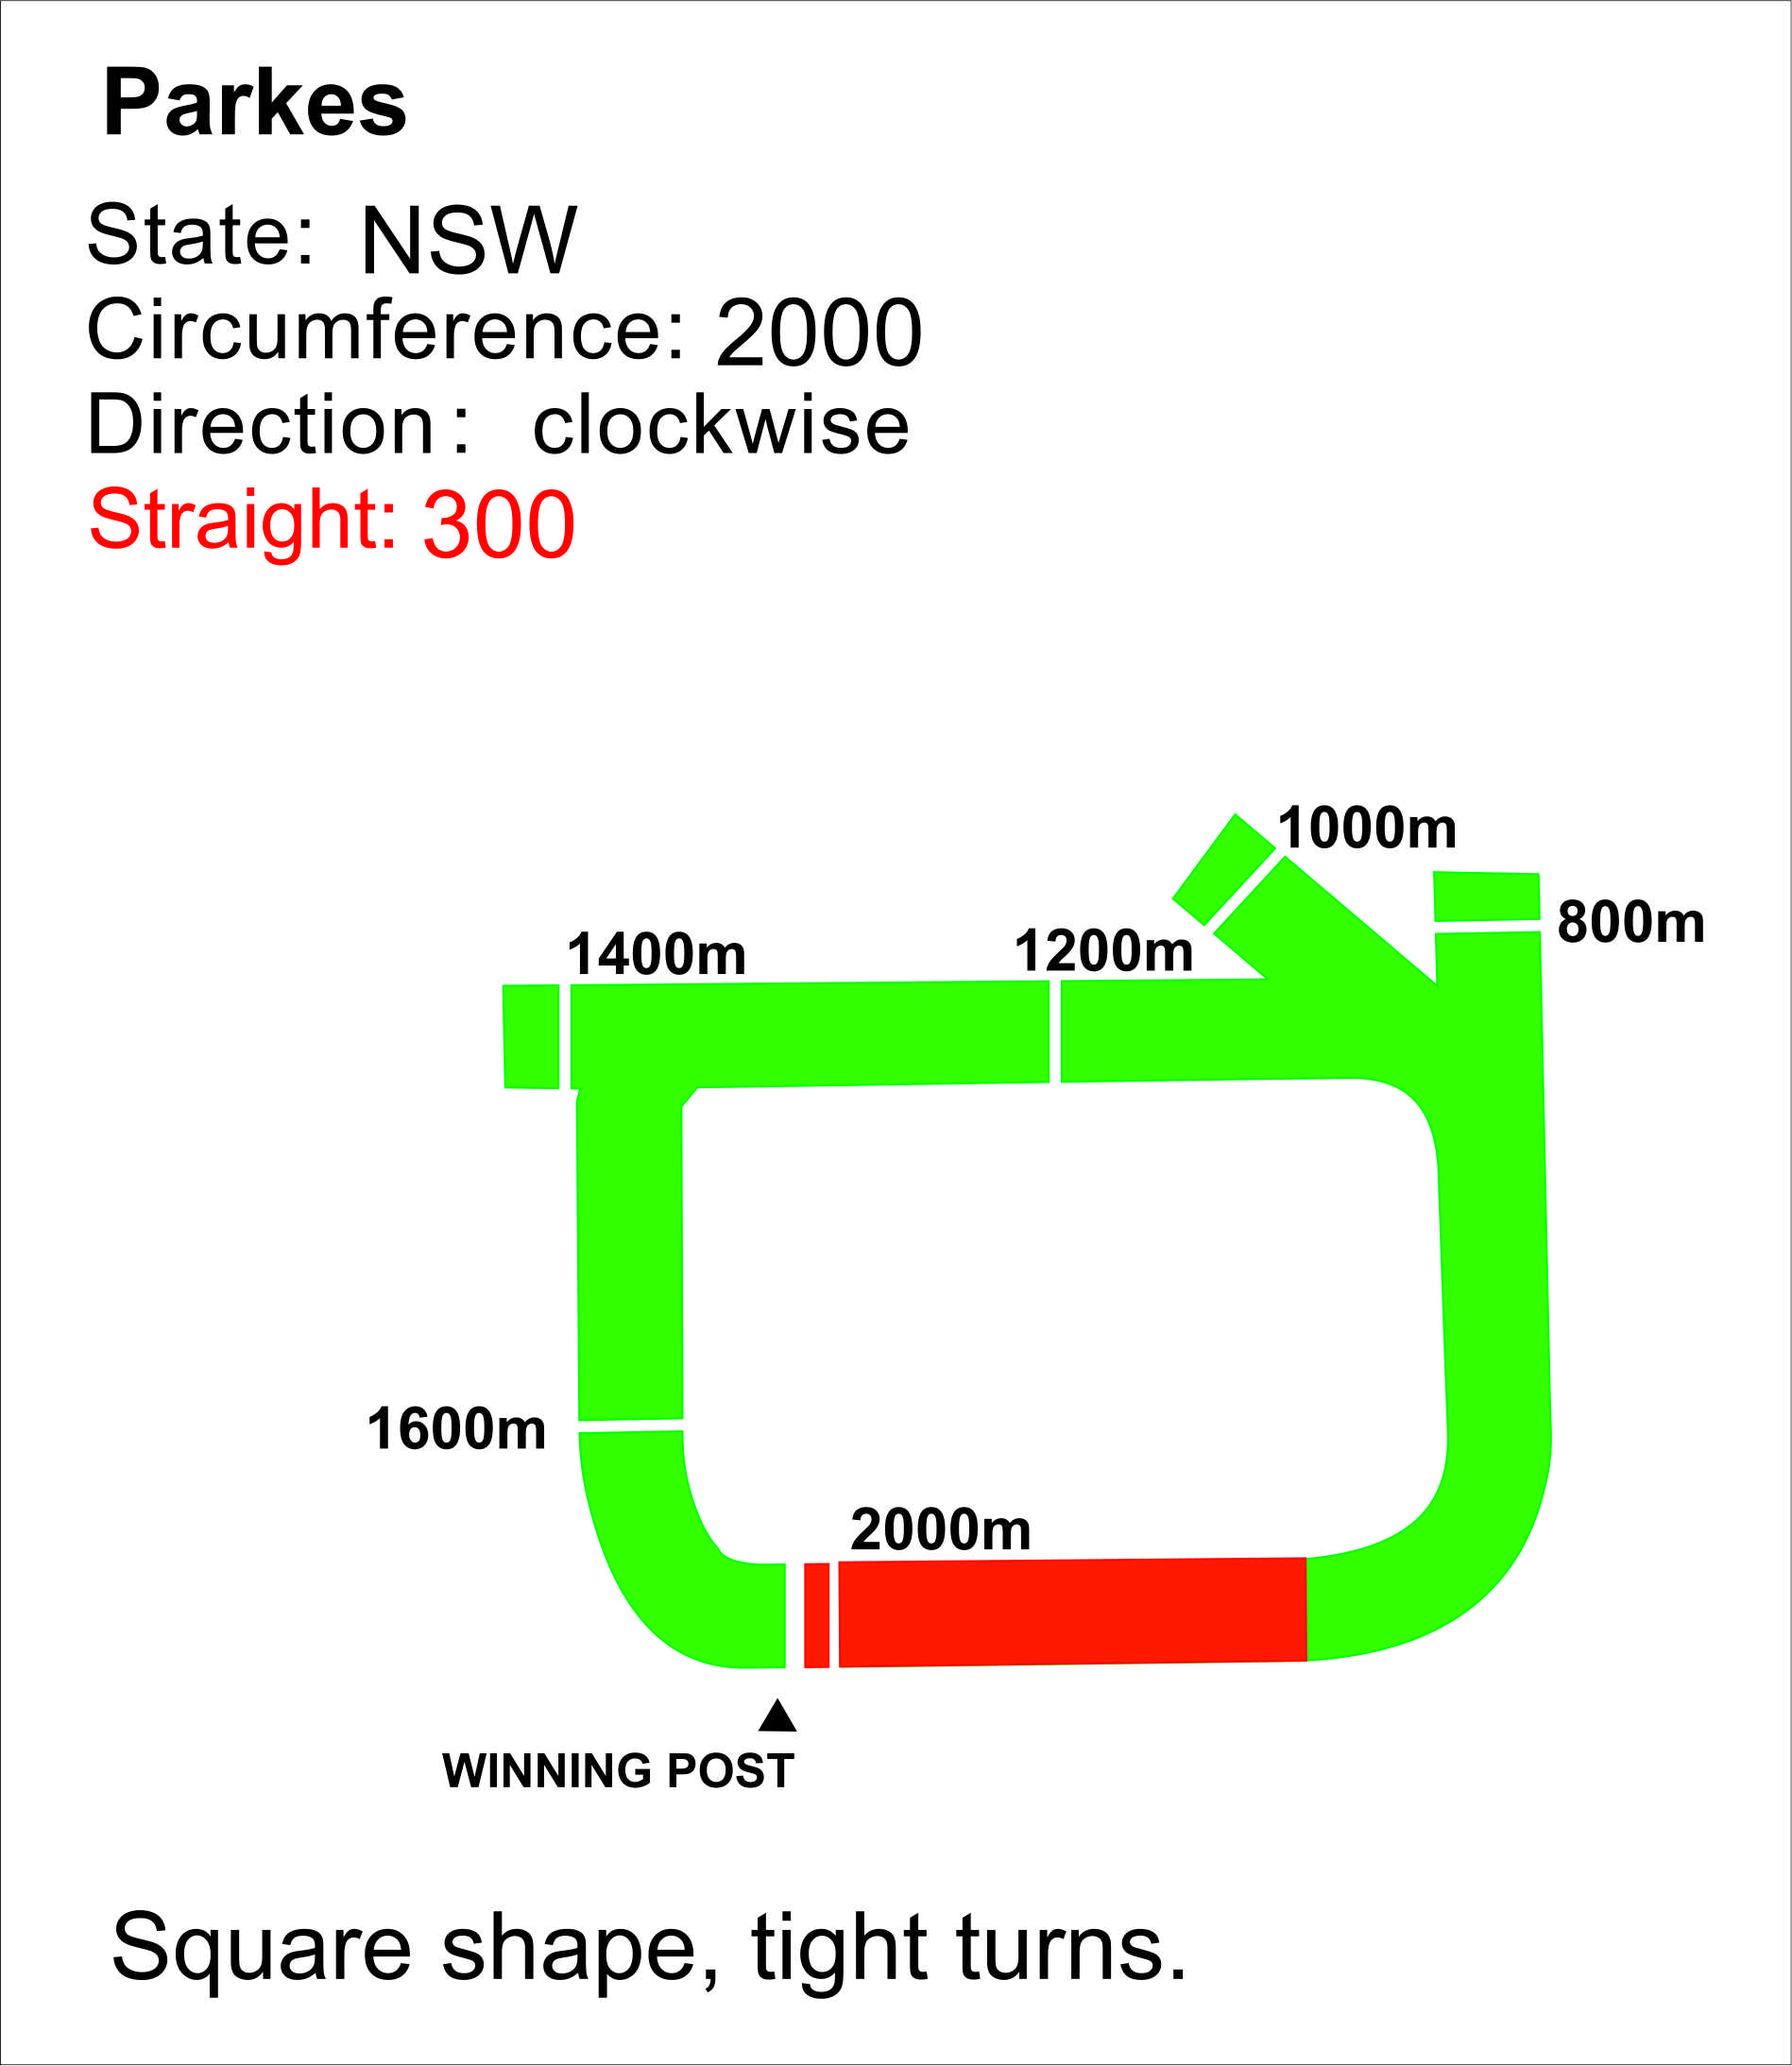 Parkes
State: NSW
Circumference: 2000
Direction : clockwise
Straight: 300
1000m
800m
1400m
1200m
1600m
2000m
WINNING POST
Square shape, tight turns.